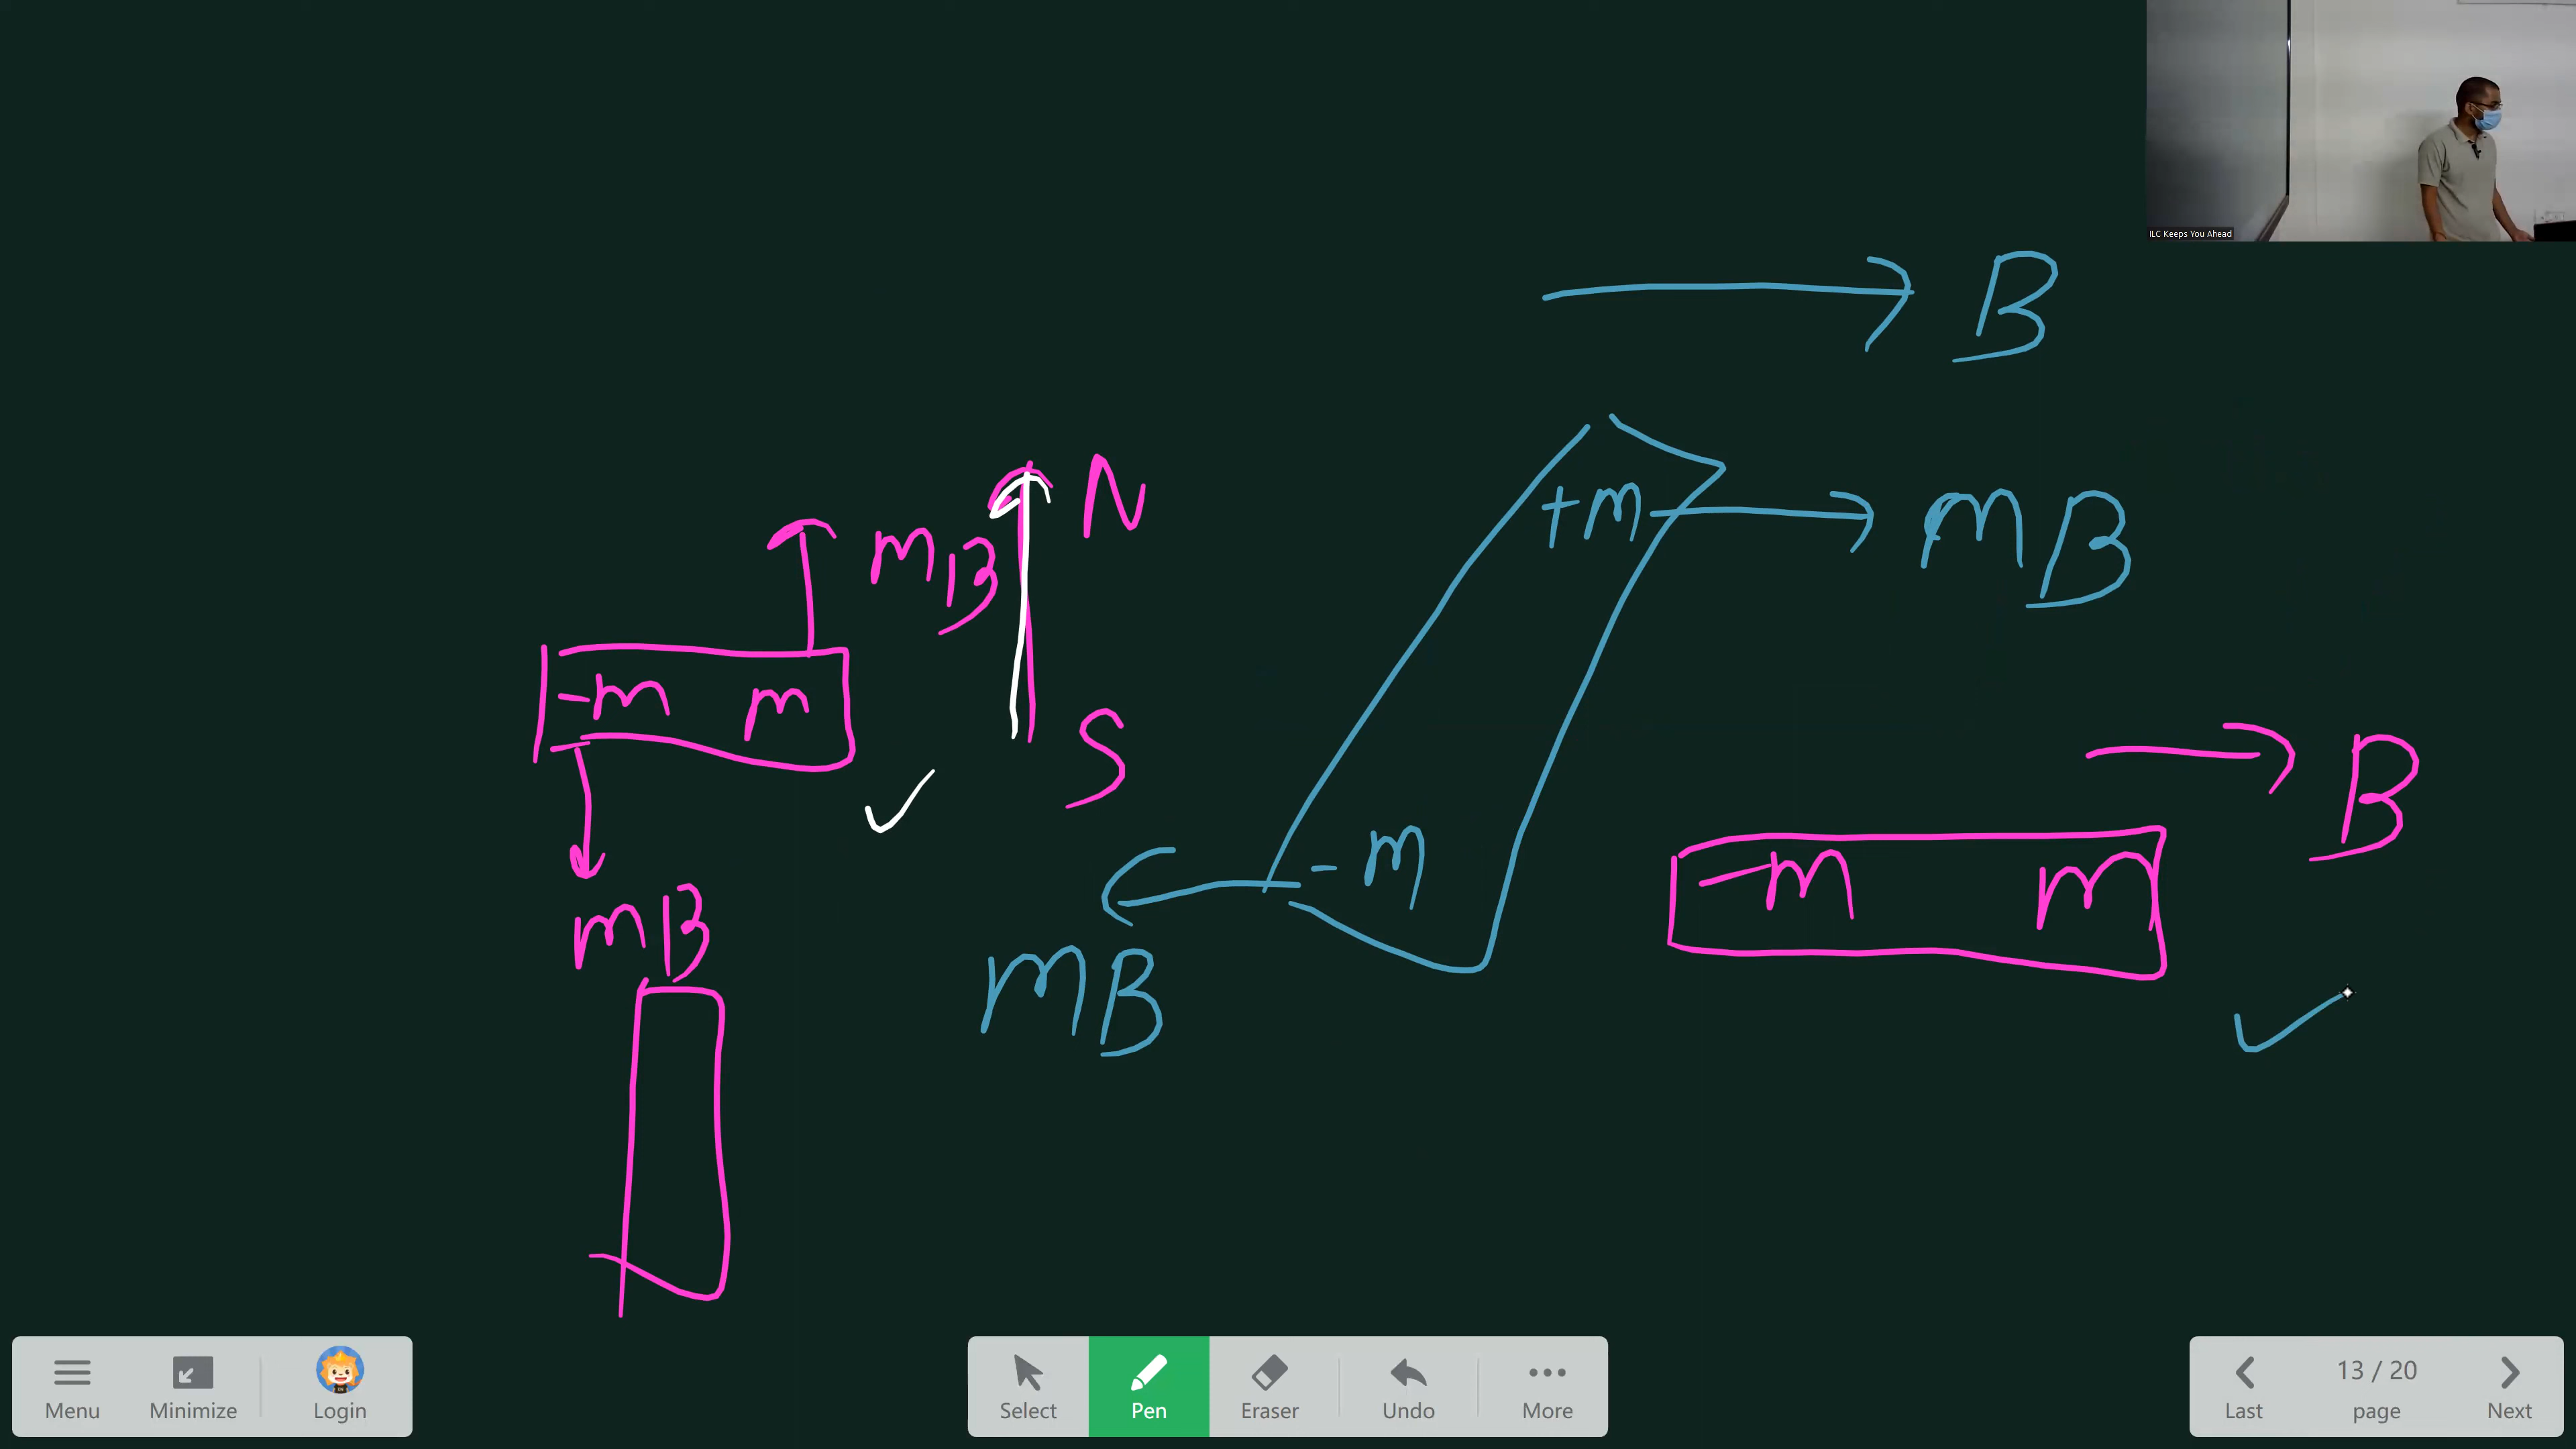 ILC Keeps You Ahead
B
N
+m
mB
mB
-m
m
S
B
-m
-m
m
mB
mB
Menu
Minimize
Login
Select
Pen
Eraser
Undo
More
Last
13 / 20
page
Next